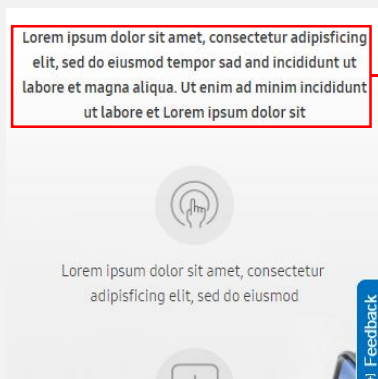 Lorem ipsum dolor sit amet, consectetur adipisficing
elit, sed do eiusmod tempor sad and incididunt ut
labore et magna aliqua. Ut enim ad minim incididunt
ut labore et Lorem ipsum dolor sit
Lorem ipsum dolor sit amet, consectetur
adipisficing elit, sed do eiusmod
Feedback